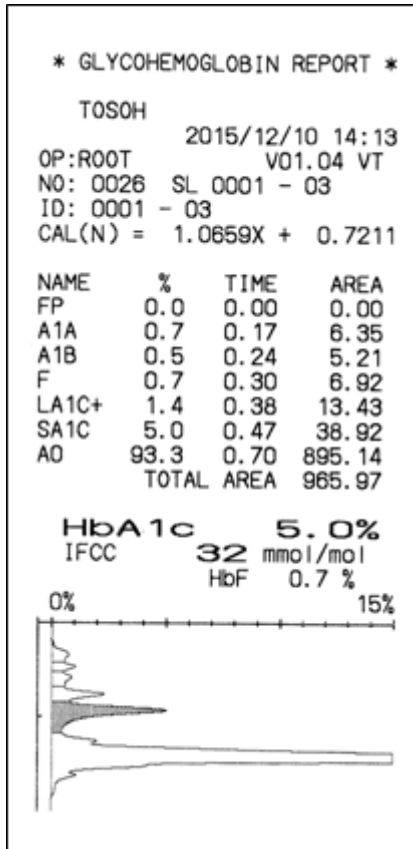 * GLYCOHEMOGLOBIN REPORT *
TOSOH
2015/12/10 14:13
OP:ROOT V01.04 VT
NO: 0026 SL 0001 - 03
ID: 0001 - 03
CAL(N) = 1.0659X + 0.7211
NAME % TIME AREA
FP 0.0 0.00 0.00
A1A 0.7 0.17 6.35
A1B 0.5 0.24 5.21
F 0.7 0.30 6.92
LA1C+ 1.4 0.38 13.43
SA1C 5.0 0.47 38.92
A0 93.3 0.70 895.14
TOTAL AREA 965.97
HbA1c 5.0%
IFCC 32 mmol/mol
HbF 0.7 %
0% 15%